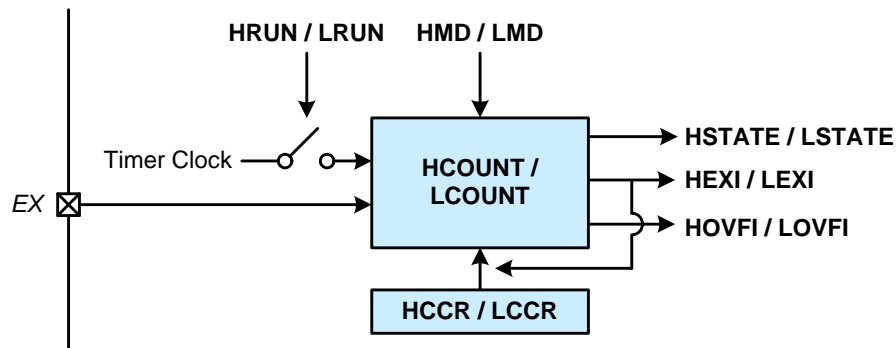 HRUN / LRUN
HMD / LMD
Timer Clock
HCOUNT /
LCOUNT
HSTATE / LSTATE
HEXI / LEXI
EX
HOVFI / LOVFI
HCCR / LCCR